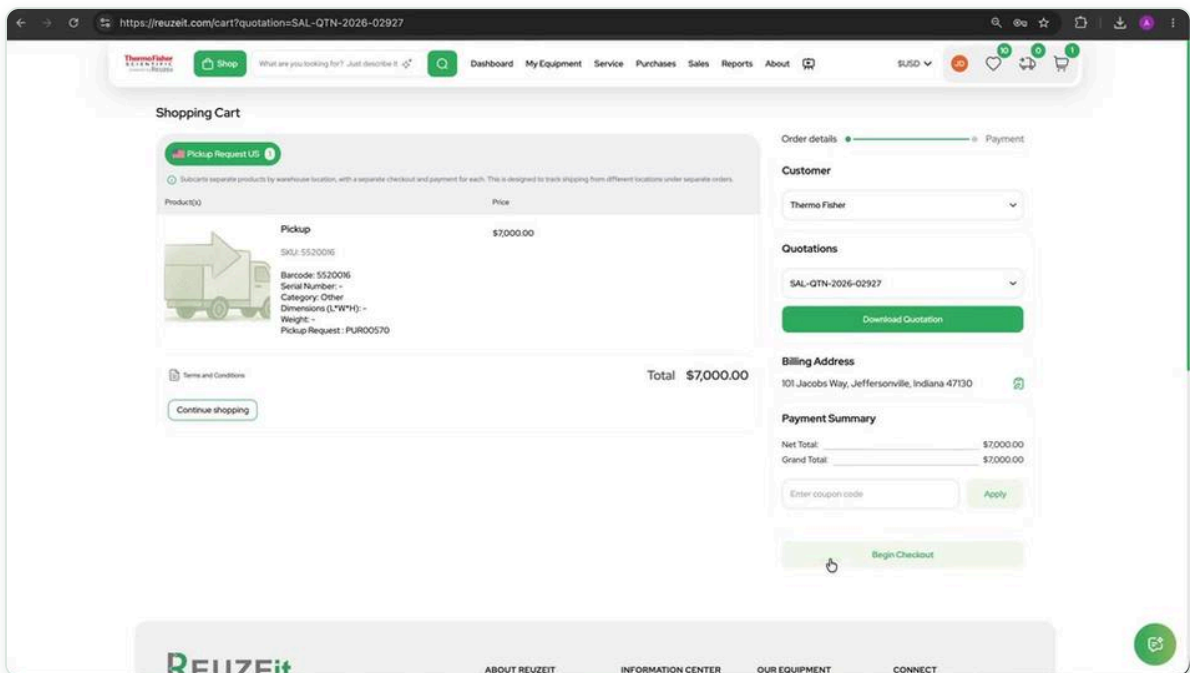 https://reuzeit.com/cart?quotation=SAL-QTN-2026-02927
ThermoFisher
SCIENTIFIC
Shop
What are you looking for? Just describe it
Dashboard My Equipment Service Purchases Sales Reports About
$USD
JD
10
0
1
Shopping Cart
Pickup Request US 1
Subcarts separate products by warehouse location, with a separate checkout and payment for each. This is designed to track shipping from different locations under separate orders.
Product(s) Price
Pickup
$7,000.00
SKU: 5520016
Barcode: 5520016
Serial Number: -
Category: Other
Dimensions (L*W*H): -
Weight: -
Pickup Request : PUR00570
Terms and Conditions
Total $7,000.00
Continue shopping
Order details Payment
Customer
Thermo Fisher
Quotations
SAL-QTN-2026-02927
Download Quotation
Billing Address
101 Jacobs Way, Jeffersonville, Indiana 47130
Payment Summary
Net Total: $7,000.00
Grand Total: $7,000.00
Enter coupon code Apply
Begin Checkout
REUZEit
ABOUT REUZEIT INFORMATION CENTER OUR EQUIPMENT CONNECT